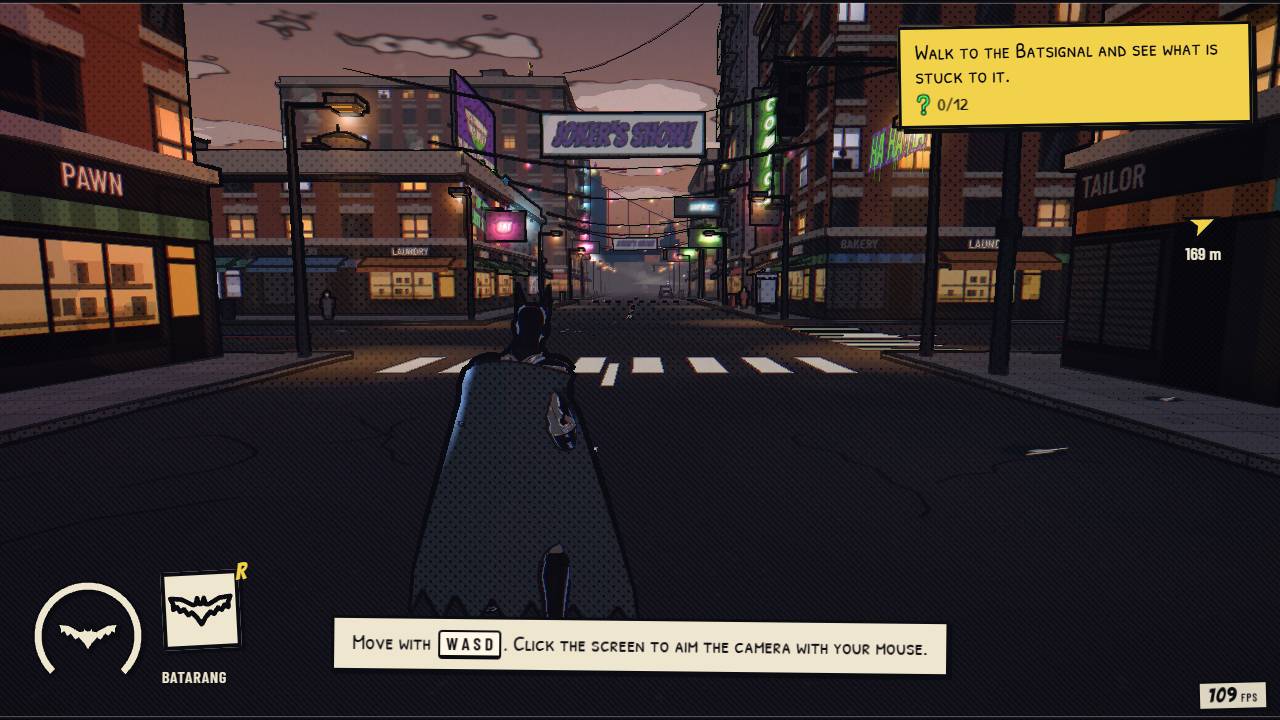 WALK TO THE BATSIGNAL AND SEE WHAT IS
STUCK TO IT.
? 0/12
JOKER'S SHOW!
PAWN
TAILOR
HA HA
LAUNDRY
BAKERY
LAUND
169 m
R
BATARANG
MOVE WITH WASD. CLICK THE SCREEN TO AIM THE CAMERA WITH YOUR MOUSE.
109 FPS